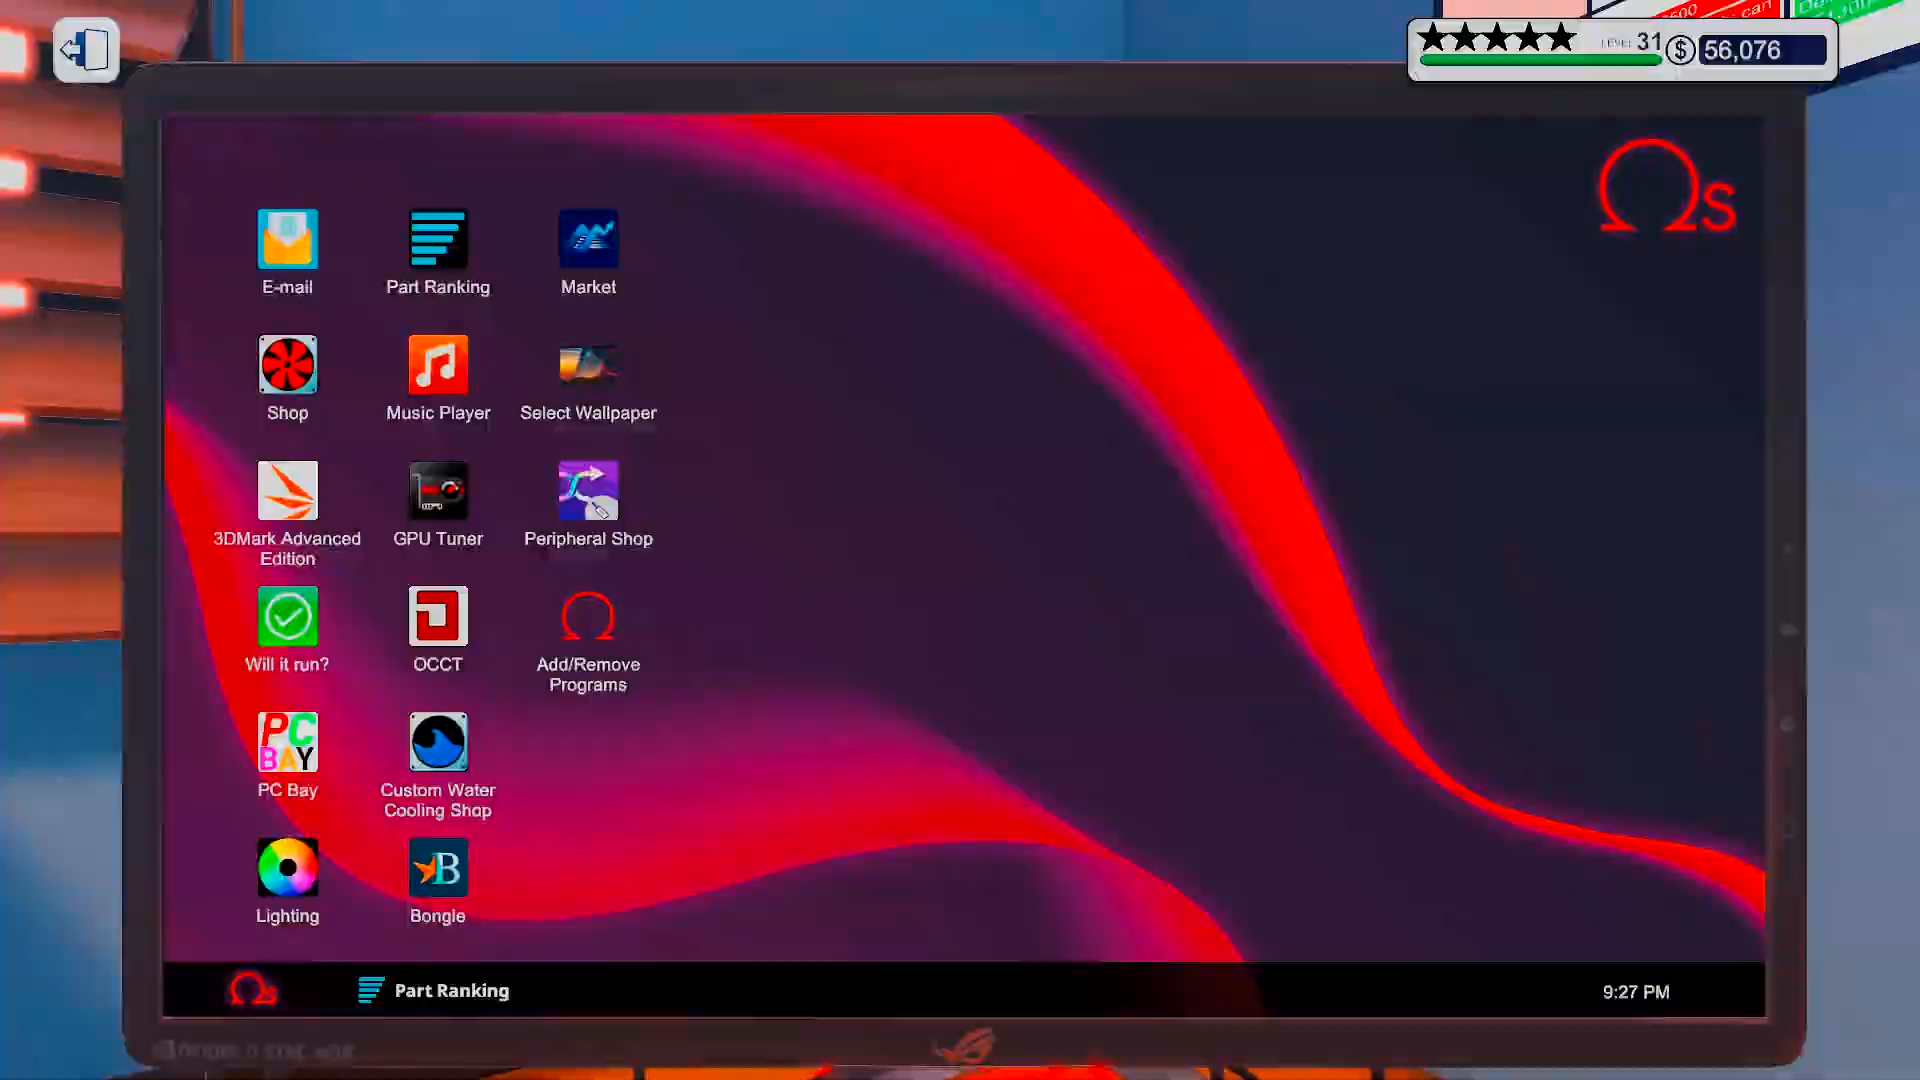 LEVEL 31
$ 56,076
ΩS
E-mail
Part Ranking
Market
Shop
Music Player
Select Wallpaper
3DMark Advanced
Edition
GPU Tuner
Peripheral Shop
Will it run?
OCCT
Add/Remove
Programs
PC
BAY
PC Bay
Custom Water
Cooling Shop
B
Lighting
Bongle
ΩS
Part Ranking
9:27 PM